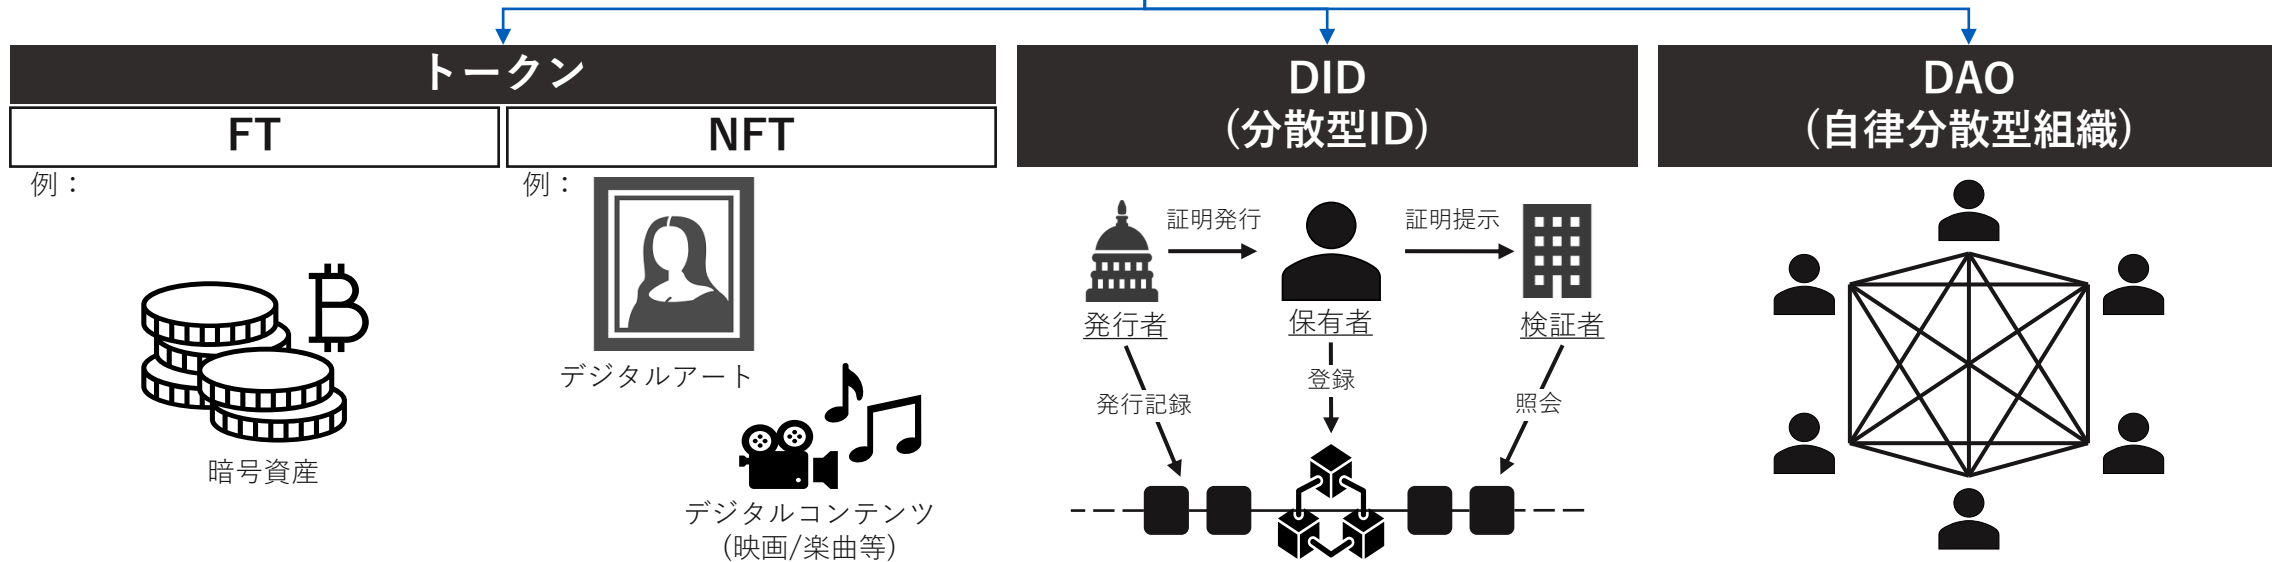 トークン
FT
NFT
例：
暗号資産
例：
デジタルアート
デジタルコンテンツ
(映画/楽曲等)
DID
(分散型ID)
証明発行
証明提示
発行者
保有者
検証者
発行記録
登録
照会
DAO
(自律分散型組織)